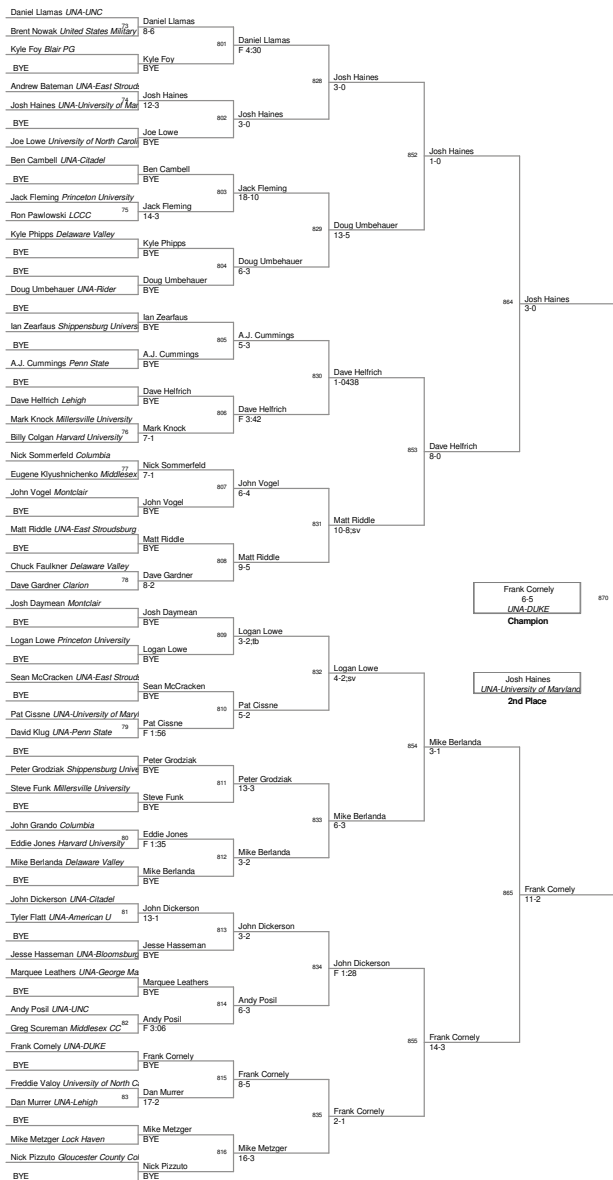 Daniel Llamas UNA-UNC
73
Brent Nowak United States Military
Daniel Llamas
8-6
Kyle Foy Blair PG
BYE
Kyle Foy
BYE
801
Daniel Llamas
F 4:30
Andrew Bateman UNA-East Strouds
74
Josh Haines UNA-University of Mar
Josh Haines
12-3
BYE
Joe Lowe University of North Caroli
Joe Lowe
BYE
802
Josh Haines
3-0
828
Josh Haines
3-0
Ben Cambell UNA-Citadel
BYE
Ben Cambell
BYE
Jack Fleming Princeton University
75
Ron Pawlowski LCCC
Jack Fleming
14-3
803
Jack Fleming
18-10
Kyle Phipps Delaware Valley
BYE
Kyle Phipps
BYE
BYE
Doug Umbehauer UNA-Rider
Doug Umbehauer
BYE
804
Doug Umbehauer
6-3
829
Doug Umbehauer
13-5
852
Josh Haines
1-0
BYE
Ian Zearfaus Shippensburg Univers
Ian Zearfaus
BYE
BYE
A.J. Cummings Penn State
A.J. Cummings
BYE
805
A.J. Cummings
5-3
BYE
Dave Helfrich Lehigh
Dave Helfrich
BYE
Mark Knock Millersville University
76
Billy Colgan Harvard University
Mark Knock
7-1
806
Dave Helfrich
F 3:42
830
Dave Helfrich
1-0438
Nick Sommerfeld Columbia
77
Eugene Klyushnichenko Middlesex
Nick Sommerfeld
7-1
John Vogel Montclair
BYE
John Vogel
BYE
807
John Vogel
6-4
Matt Riddle UNA-East Stroudsburg
BYE
Matt Riddle
BYE
Chuck Faulkner Delaware Valley
78
Dave Gardner Clarion
Dave Gardner
8-2
808
Matt Riddle
9-5
831
Matt Riddle
10-8;sv
853
Dave Helfrich
8-0
864
Josh Haines
3-0
Josh Daymean Montclair
BYE
Josh Daymean
BYE
Logan Lowe Princeton University
BYE
Logan Lowe
BYE
809
Logan Lowe
3-2;tb
Sean McCracken UNA-East Strouds
BYE
Sean McCracken
BYE
Pat Cissne UNA-University of Maryl
79
David Klug UNA-Penn State
Pat Cissne
F 1:56
810
Pat Cissne
5-2
832
Logan Lowe
4-2;sv
BYE
Peter Grodziak Shippensburg Unive
Peter Grodziak
BYE
Steve Funk Millersville University
BYE
Steve Funk
BYE
811
Peter Grodziak
13-3
John Grando Columbia
80
Eddie Jones Harvard University
Eddie Jones
F 1:35
Mike Berlanda Delaware Valley
BYE
Mike Berlanda
BYE
812
Mike Berlanda
3-2
833
Mike Berlanda
6-3
854
Mike Berlanda
3-1
John Dickerson UNA-Citadel
81
Tyler Flatt UNA-American U
John Dickerson
13-1
BYE
Jesse Hasseman UNA-Bloomsburg
Jesse Hasseman
BYE
813
John Dickerson
3-2
Marquee Leathers UNA-George Ma
BYE
Marquee Leathers
BYE
Andy Posil UNA-UNC
82
Greg Scureman Middlesex CC
Andy Posil
F 3:06
814
Andy Posil
6-3
834
John Dickerson
F 1:28
Frank Cornely UNA-DUKE
BYE
Frank Cornely
BYE
Freddie Valoy University of North Ca
83
Dan Murrer UNA-Lehigh
Dan Murrer
17-2
815
Frank Cornely
8-5
BYE
Mike Metzger Lock Haven
Mike Metzger
BYE
Nick Pizzuto Gloucester County Col
BYE
Nick Pizzuto
BYE
816
Mike Metzger
16-3
835
Frank Cornely
2-1
855
Frank Cornely
14-3
865
Frank Cornely
11-2
Frank Cornely
6-5
UNA-DUKE
Champion
870
Josh Haines
UNA-University of Maryland
2nd Place